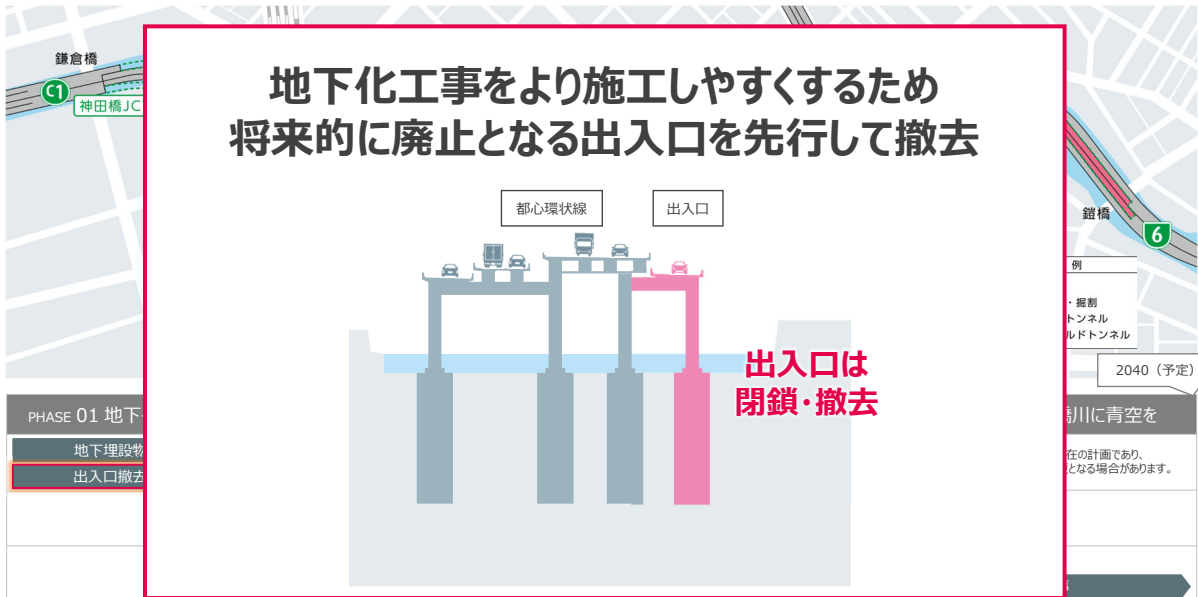 鎌倉橋
C1
神田橋JC
地下化工事をより施工しやすくするため
将来的に廃止となる出入口を先行して撤去
都心環状線
出入口
出入口は
閉鎖・撤去
鎧橋
6
例
・掘割
トンネル
ルドトンネル
2040（予定）
PHASE 01 地下
地下埋設物
出入口撤去
橋川に青空を
在の計画であり、
となる場合があります。